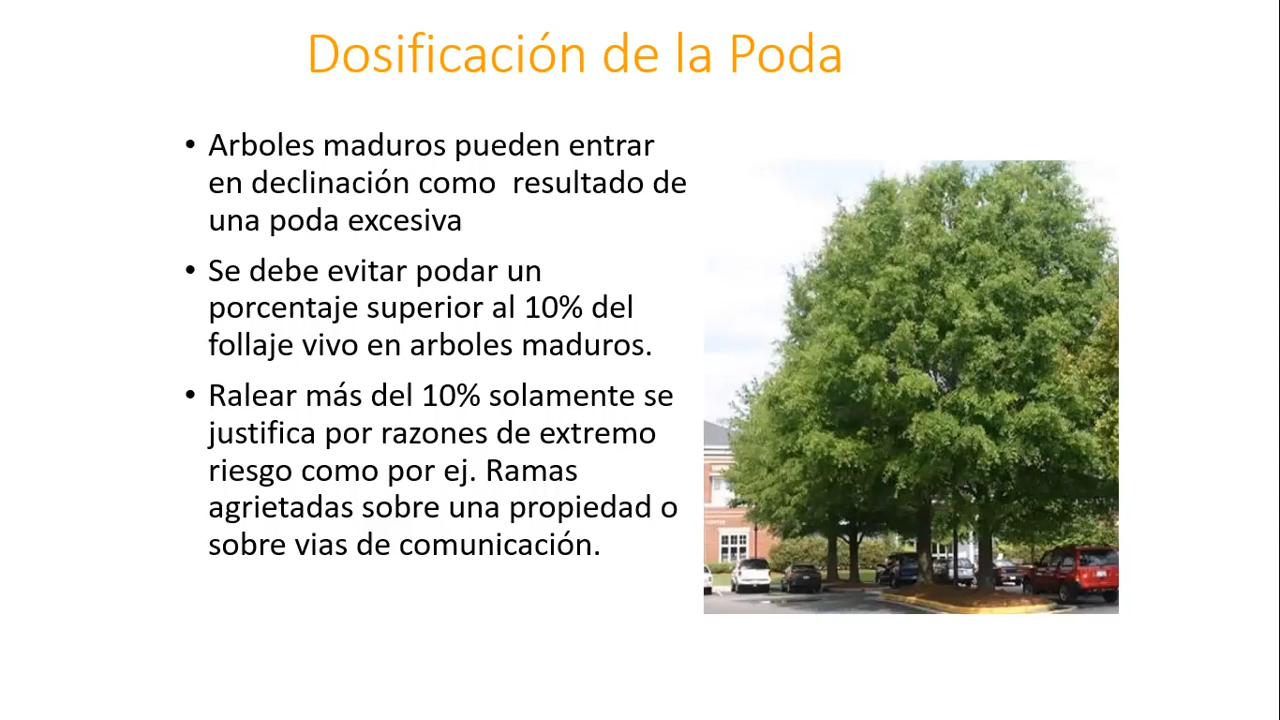 Dosificación de la Poda
• Arboles maduros pueden entrar
en declinación como  resultado de
una poda excesiva
• Se debe evitar podar un
porcentaje superior al 10% del
follaje vivo en arboles maduros.
• Ralear más del 10% solamente se
justifica por razones de extremo
riesgo como por ej. Ramas
agrietadas sobre una propiedad o
sobre vias de comunicación.